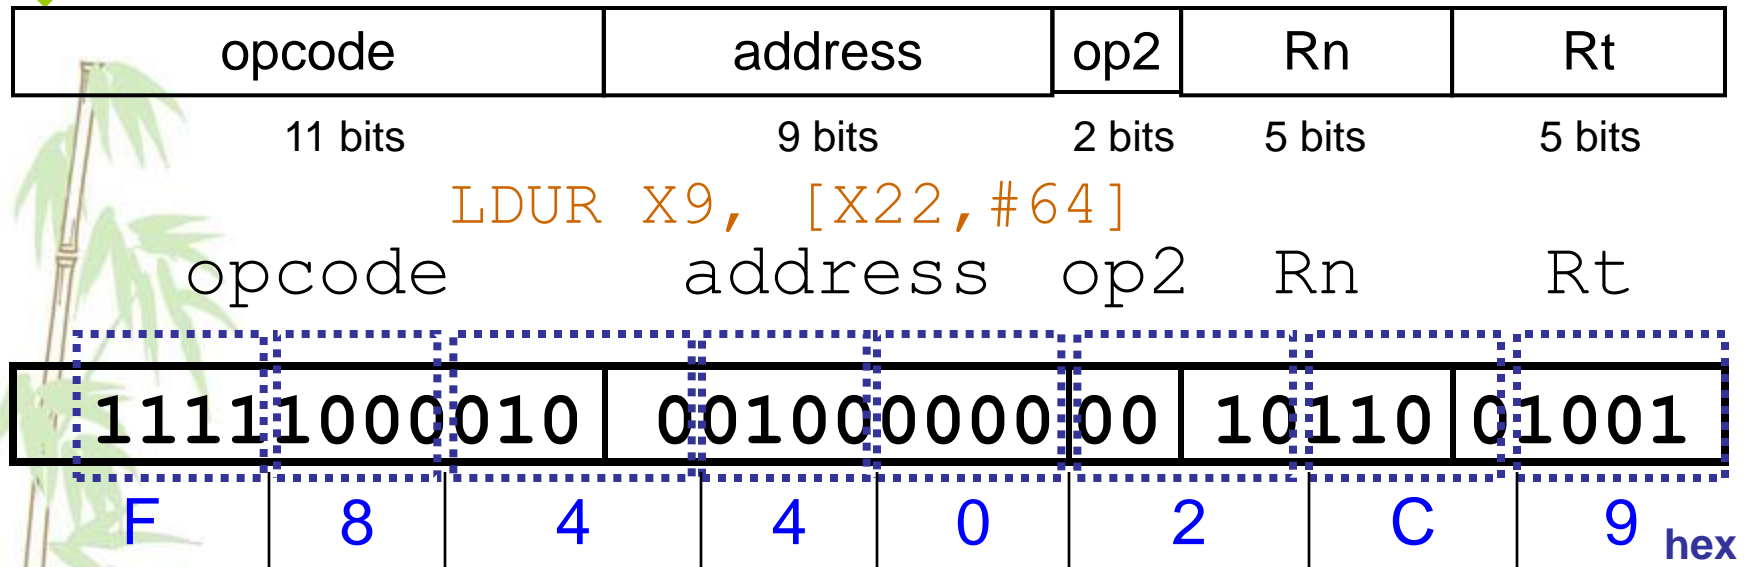 opcode address op2 Rn Rt
11 bits 9 bits 2 bits 5 bits 5 bits
LDUR X9, [X22,#64]
opcode address op2 Rn Rt
11111000010 001000000 00 10110 01001
F 8 4 4 0 2 C 9 hex